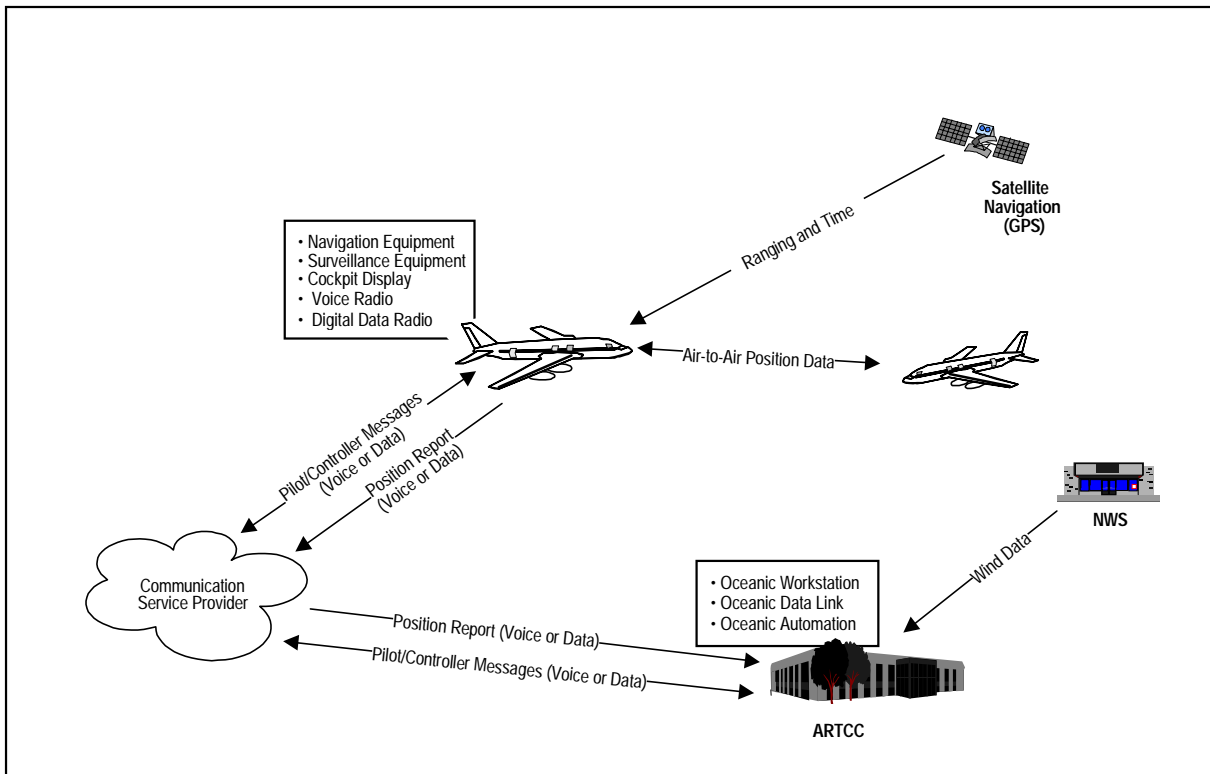 Satellite
Navigation
(GPS)
Ranging and Time
• Navigation Equipment
• Surveillance Equipment
• Cockpit Display
• Voice Radio
• Digital Data Radio
Air-to-Air Position Data
Pilot/Controller Messages
(Voice or Data)
Position Report
(Voice or Data)
NWS
Wind Data
Communication
Service Provider
• Oceanic Workstation
• Oceanic Data Link
• Oceanic Automation
Position Report (Voice or Data)
Pilot/Controller Messages (Voice or Data)
ARTCC